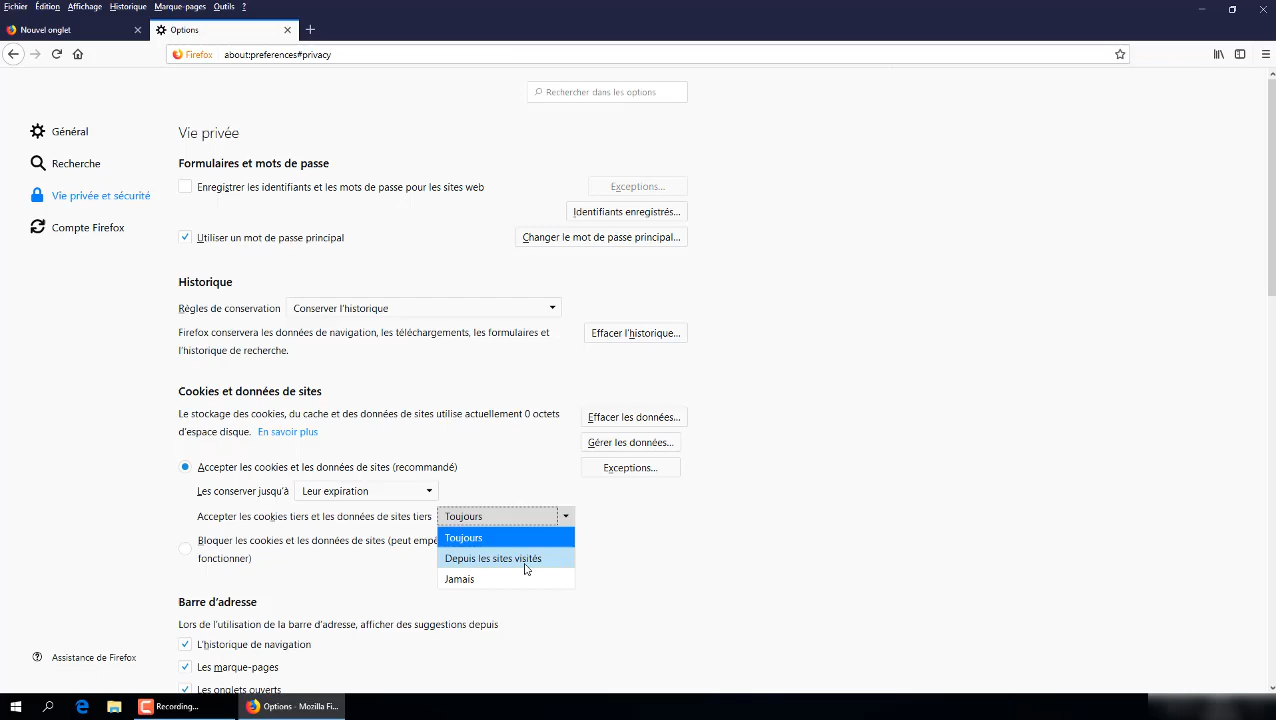 Fichier Édition Affichage Historique Marque-pages Outils ?
Nouvel onglet
Options
Firefox about:preferences#privacy
Rechercher dans les options
Général
Recherche
Vie privée et sécurité
Compte Firefox
Vie privée
Formulaires et mots de passe
Enregistrer les identifiants et les mots de passe pour les sites web
Exceptions...
Identifiants enregistrés...
Utiliser un mot de passe principal
Changer le mot de passe principal...
Historique
Règles de conservation Conserver l'historique
Firefox conservera les données de navigation, les téléchargements, les formulaires et
l'historique de recherche.
Effacer l'historique...
Cookies et données de sites
Le stockage des cookies, du cache et des données de sites utilise actuellement 0 octets
d'espace disque. En savoir plus
Effacer les données...
Gérer les données...
Accepter les cookies et les données de sites (recommandé)
Exceptions...
Les conserver jusqu'à Leur expiration
Accepter les cookies tiers et les données de sites tiers Toujours
Toujours
Depuis les sites visités
Jamais
Bloquer les cookies et les données de sites (peut empê
fonctionner)
Barre d'adresse
Lors de l'utilisation de la barre d'adresse, afficher des suggestions depuis
L'historique de navigation
Les marque-pages
Les onglets ouverts
Assistance de Firefox
Recording...
Options - Mozilla Fi...